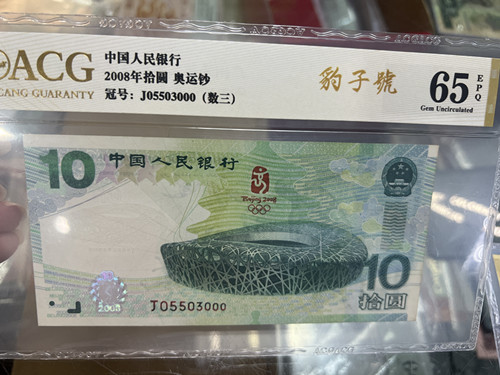 ACG
CANG GUARANTY
中国人民银行
2008年拾圆 奥运钞
冠号：J05503000（数三）
豹子號
65
EPQ
Gem Uncirculated
10
中国人民银行
Beijing 2008
10
拾圆
2008
J05503000